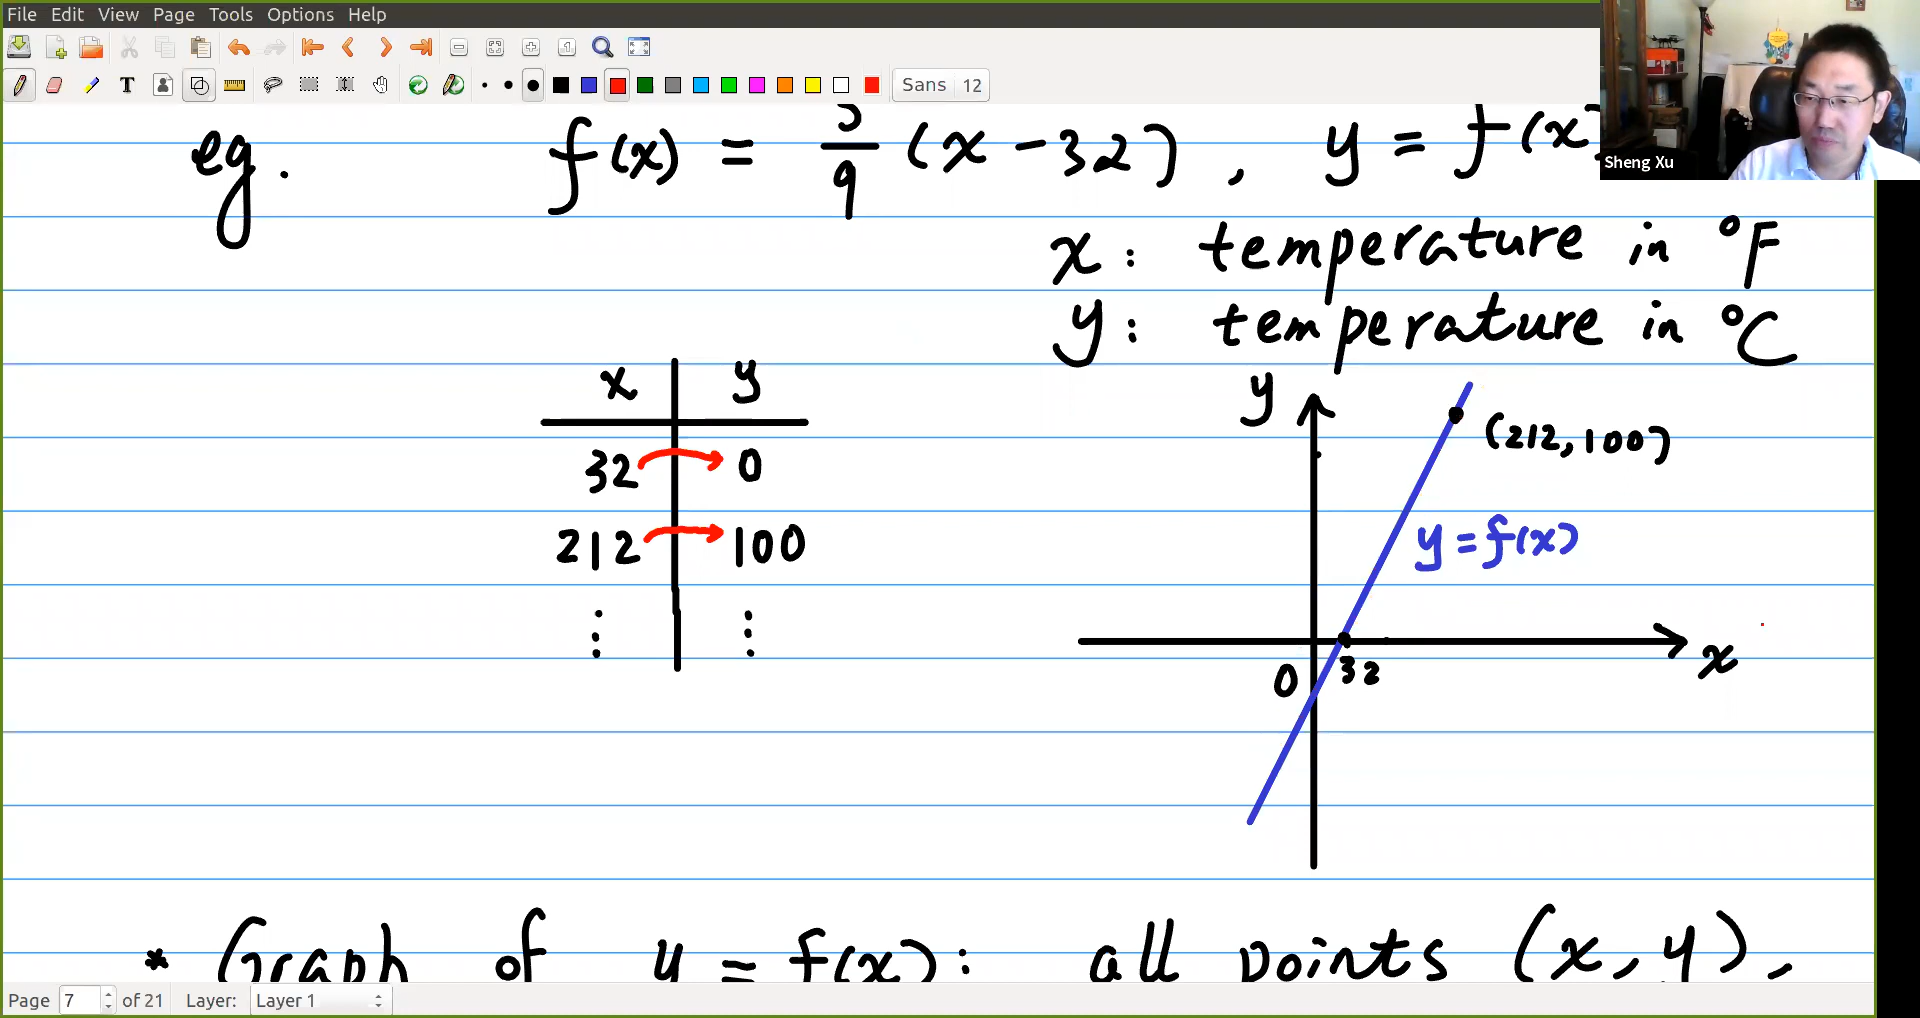 File Edit View Page Tools Options Help
Sans 12
Sheng Xu
eg. f(x) = 5/9 (x - 32), y = f(x)
x: temperature in °F
y: temperature in °C
x y
32 0
212 100
⋮ ⋮
y
(212, 100)
y = f(x)
0 32 x
* Graph of y = f(x): all points (x, y),
Page 7 of 21 Layer: Layer 1